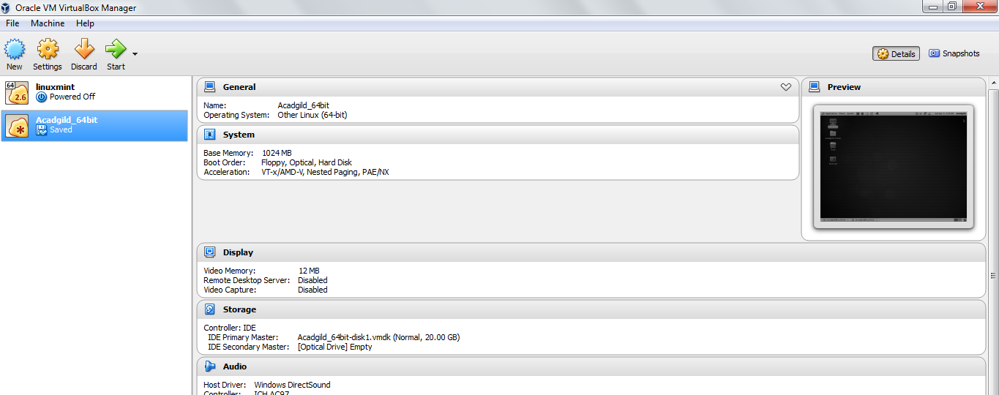 Oracle VM VirtualBox Manager
File Machine Help
New Settings Discard Start
Details Snapshots
64
2.6
linuxmint
Powered Off
Acadgild_64bit
Saved
General
Name: Acadgild_64bit
Operating System: Other Linux (64-bit)
System
Base Memory: 1024 MB
Boot Order: Floppy, Optical, Hard Disk
Acceleration: VT-x/AMD-V, Nested Paging, PAE/NX
Preview
Display
Video Memory: 12 MB
Remote Desktop Server: Disabled
Video Capture: Disabled
Storage
Controller: IDE
IDE Primary Master: Acadgild_64bit-disk1.vmdk (Normal, 20.00 GB)
IDE Secondary Master: [Optical Drive] Empty
Audio
Host Driver: Windows DirectSound
Controller: ICH AC97